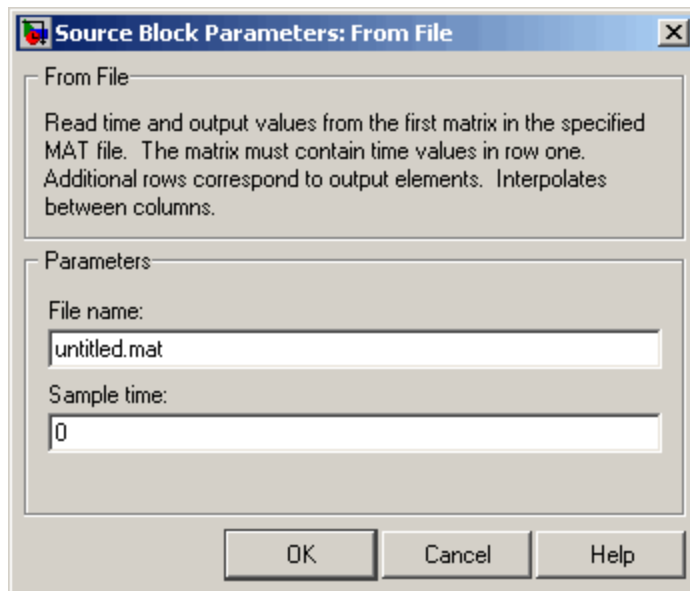 Source Block Parameters: From File
From File
Read time and output values from the first matrix in the specified
MAT file.  The matrix must contain time values in row one.
Additional rows correspond to output elements.  Interpolates
between columns.
Parameters
File name:
untitled.mat
Sample time:
0
OK
Cancel
Help